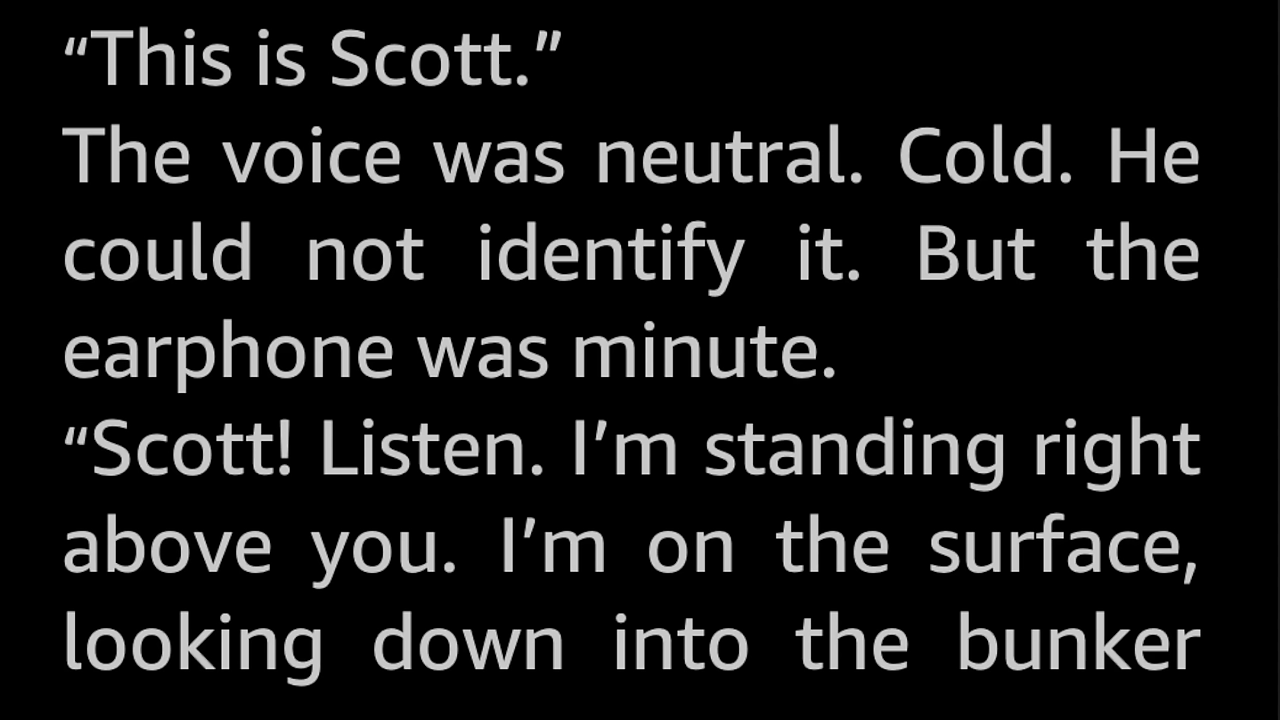 “This is Scott.”
The voice was neutral. Cold. He
could not identify it. But the
earphone was minute.
“Scott! Listen. I’m standing right
above you. I’m on the surface,
looking down into the bunker